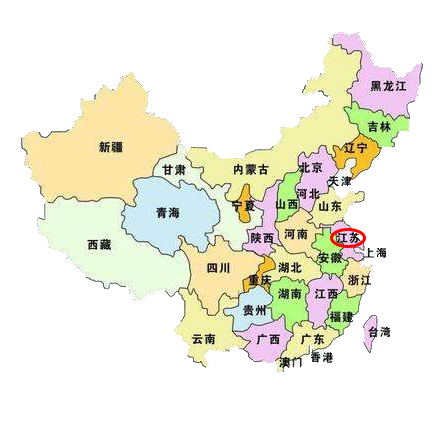 黑龙江
吉林
辽宁
新疆
甘肃
内蒙古
北京
天津
河北
山东
宁夏
山西
青海
陕西
河南
江苏
西藏
安徽
上海
四川
湖北
重庆
浙江
湖南
江西
贵州
福建
云南
广西
广东
台湾
香港
澳门